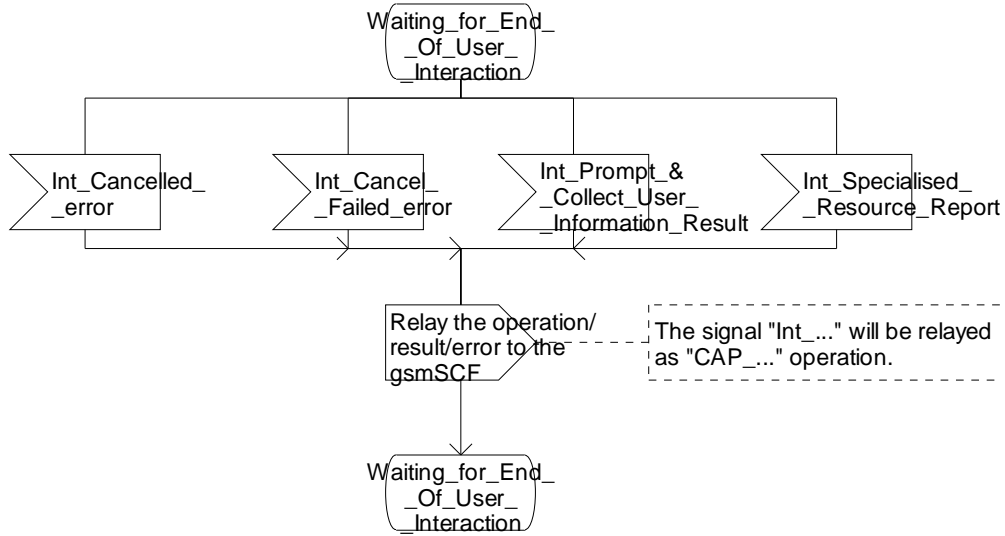 Waiting_for_End_
_Of_User_
_Interaction
Int_Cancelled_
_error
Int_Cancel_
_Failed_error
Int_Prompt_&
_Collect_User_
_Information_Result
Int_Specialised_
_Resource_Report
Relay the operation/
result/error to the
gsmSCF
The signal "Int_..." will be relayed
as "CAP_..." operation.
Waiting_for_End_
_Of_User_
_Interaction